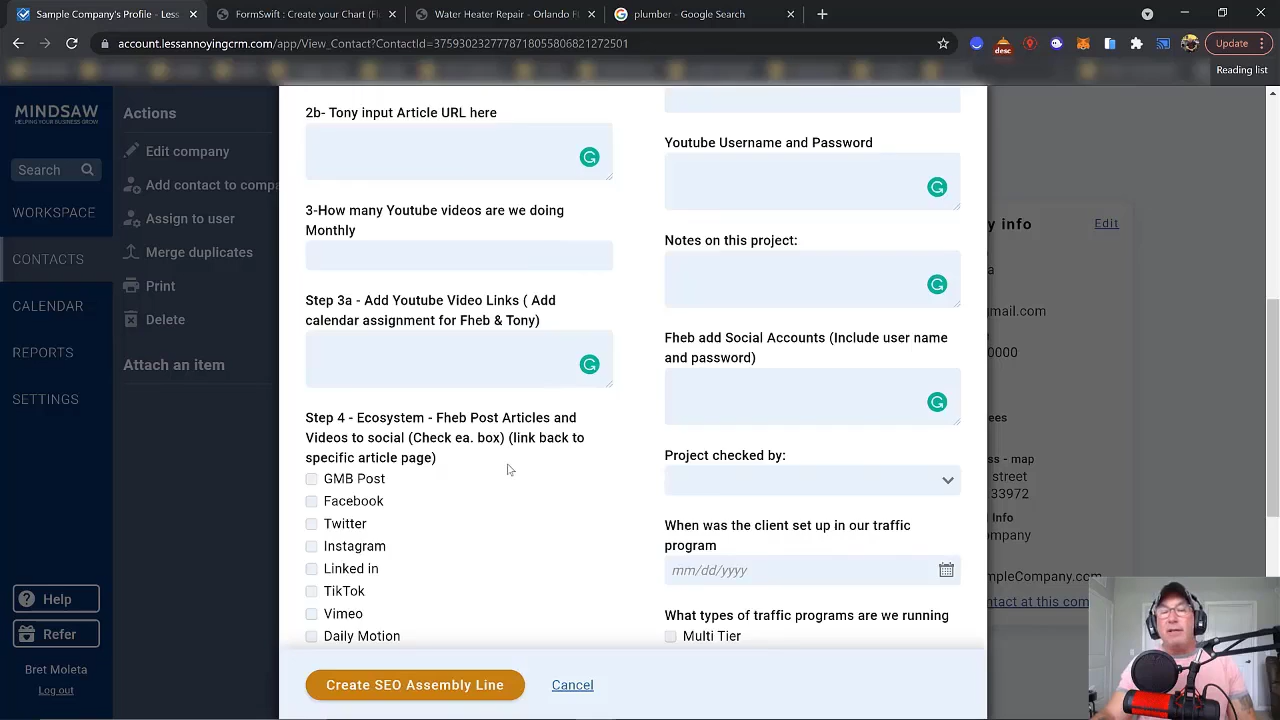 Sample Company's Profile - Less
FormSwift : Create your Chart (F
Water Heater Repair - Orlando Fl
plumber - Google Search
account.lessannoyingcrm.com/app/View_Contact?ContactId=37593023277787180558068212725​01
desc
Update
Reading list
MINDSAW
HELPING YOUR BUSINESS GROW
Search
WORKSPACE
CONTACTS
CALENDAR
REPORTS
SETTINGS
Help
Refer
Bret Moleta
Log out
Actions
Edit company
Add contact to compa
Assign to user
Merge duplicates
Print
Delete
Attach an item
2b- Tony input Article URL here
3-How many Youtube videos are we doing
Monthly
Step 3a - Add Youtube Video Links ( Add
calendar assignment for Fheb & Tony)
Step 4 - Ecosystem - Fheb Post Articles and
Videos to social (Check ea. box) (link back to
specific article page)
GMB Post
Facebook
Twitter
Instagram
Linked in
TikTok
Vimeo
Daily Motion
Youtube Username and Password
Notes on this project:
Fheb add Social Accounts (Include user name
and password)
Project checked by:
When was the client set up in our traffic
program
mm/dd/yyyy
What types of traffic programs are we running
Multi Tier
Create SEO Assembly Line
Cancel
y info
Edit
a
mail.com
0000
ees
ss - map
street
33972
Info
mpany
mpleCompany.com
ntact at this com